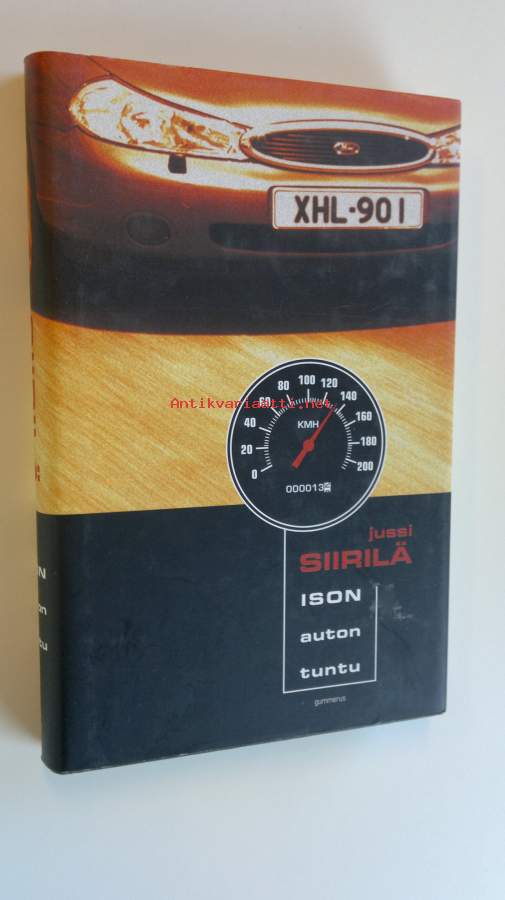 XHL-901
Antikvariaatti.net
0 20 40 60 80 100 120 140 160 180 200
KMH
jussi
SIIRILÄ
ISON
auton
tuntu
gummerus